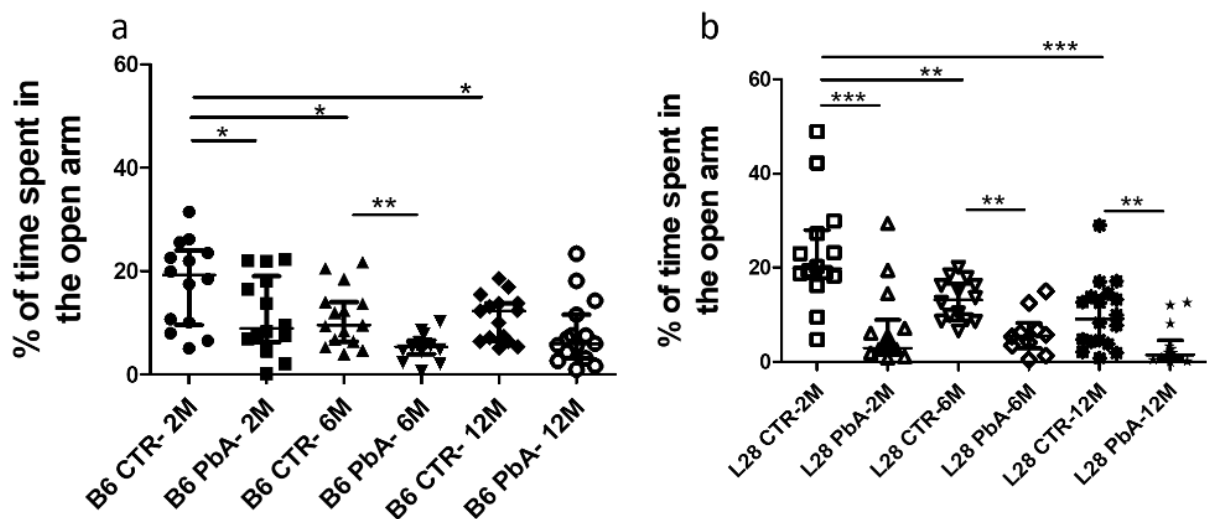 a
% of time spent in
the open arm
60
40
20
0
*
*
*
**
B6 CTR- 2M
B6 PbA- 2M
B6 CTR- 6M
B6 PbA- 6M
B6 CTR- 12M
B6 PbA- 12M
b
% of time spent in
the open arm
60
40
20
0
***
**
***
**
**
L28 CTR-2M
L28 PbA-2M
L28 CTR-6M
L28 PbA-6M
L28 CTR-12M
L28 PbA-12M